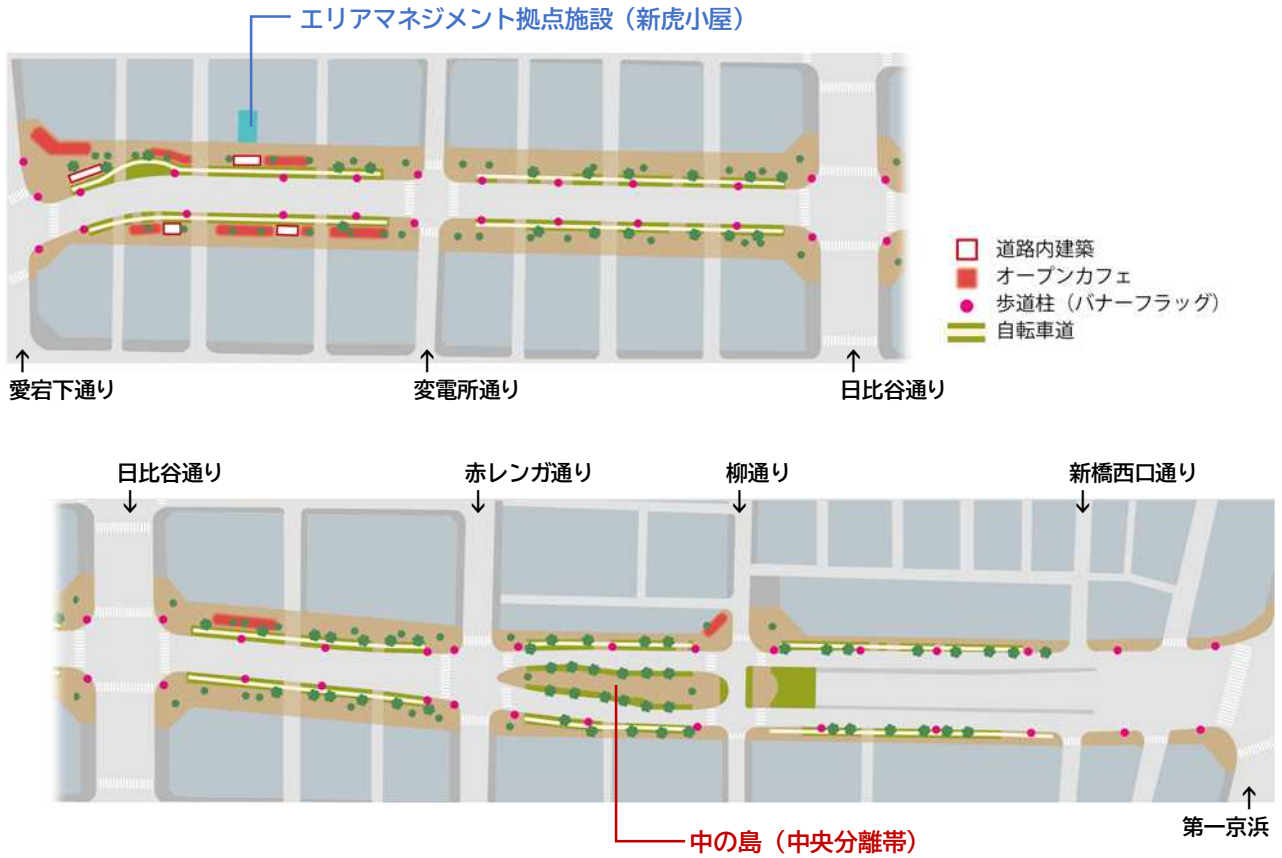 エリアマネジメント拠点施設（新虎小屋）
道路内建築
オープンカフェ
歩道柱（バナーフラッグ）
自転車道
愛宕下通り
変電所通り
日比谷通り
日比谷通り
赤レンガ通り
柳通り
新橋西口通り
第一京浜
中の島（中央分離帯）